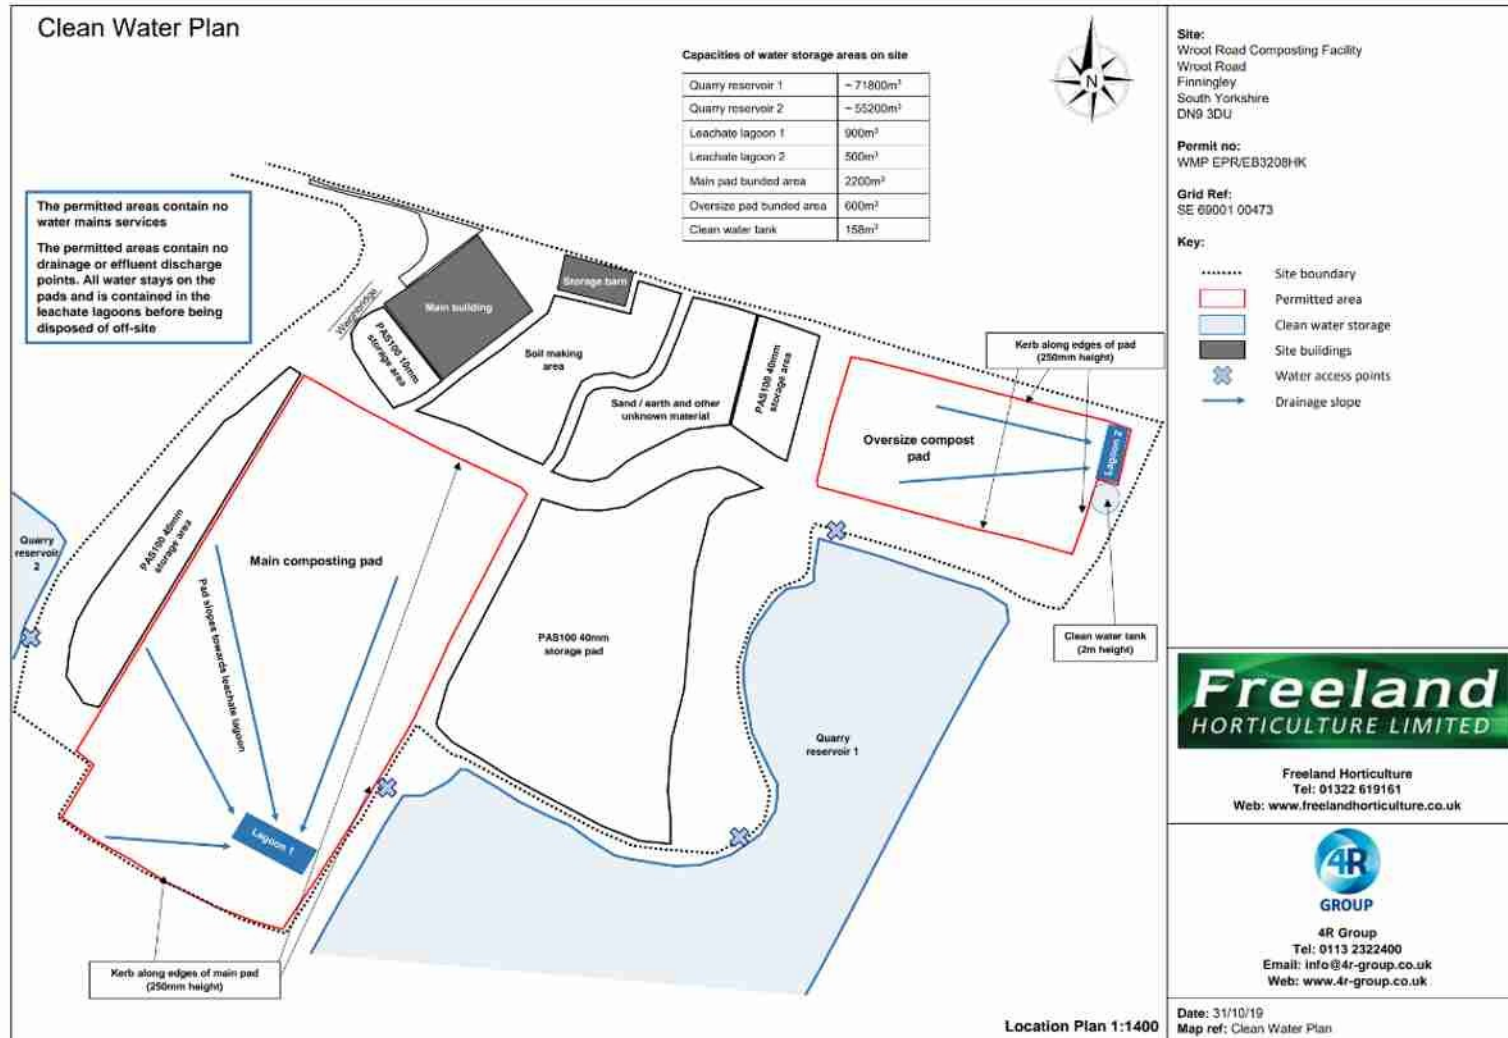 Clean Water Plan
Capacities of water storage areas on site
Quarry reservoir 1 ~ 71800m³
Quarry reservoir 2 ~ 55200m³
Leachate lagoon 1 900m³
Leachate lagoon 2 500m³
Main pad bunded area 2200m³
Oversize pad bunded area 600m³
Clean water tank 158m³
N
The permitted areas contain no
water mains services
The permitted areas contain no
drainage or effluent discharge
points. All water stays on the
pads and is contained in the
leachate lagoons before being
disposed of off-site
Weighbridge
Main building
Storage barn
PAS100 10mm
storage area
Soil making
area
Sand / earth and other
unknown material
PAS100 40mm
storage area
Kerb along edges of pad
(250mm height)
Oversize compost
pad
Lagoon 2
Clean water tank
(2m height)
Quarry
reservoir
2
PAS100 40mm
storage area
Main composting pad
Pad slopes towards leachate lagoon
Lagoon 1
PAS100 40mm
storage pad
Quarry
reservoir 1
Kerb along edges of main pad
(250mm height)
Location Plan 1:1400
Site:
Wroot Road Composting Facility
Wroot Road
Finningley
South Yorkshire
DN9 3DU
Permit no:
WMP EPR/EB3208HK
Grid Ref:
SE 69001 00473
Key:
Site boundary
Permitted area
Clean water storage
Site buildings
Water access points
Drainage slope
Freeland
HORTICULTURE LIMITED
Freeland Horticulture
Tel: 01322 619161
Web: www.freelandhorticulture.co.uk
4R
GROUP
4R Group
Tel: 0113 2322400
Email: info@4r-group.co.uk
Web: www.4r-group.co.uk
Date: 31/10/19
Map ref: Clean Water Plan